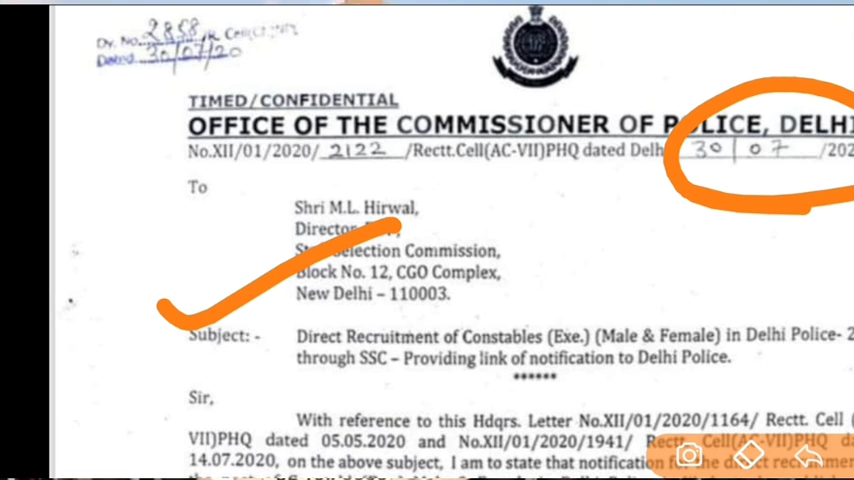 Dy. No. 2858/R. Cell
Dated 30/07/20
TIMED/CONFIDENTIAL
OFFICE OF THE COMMISSIONER OF POLICE, DELHI
No.XII/01/2020/ 2122 /Rectt.Cell(AC-VII)PHQ dated Delh 30/07 /202
To
Shri M.L. Hirwal,
Director
Selection Commission,
Block No. 12, CGO Complex,
New Delhi – 110003.
Subject: - Direct Recruitment of Constables (Exe.) (Male & Female) in Delhi Police- 2
through SSC – Providing link of notification to Delhi Police.
******
Sir,
With reference to this Hdqrs. Letter No.XII/01/2020/1164/ Rectt. Cell (
VII)PHQ dated 05.05.2020 and No.XII/01/2020/1941/ Rectt. Cell(AC-VII)PHQ da
14.07.2020, on the above subject, I am to state that notification for the direct recruitmen